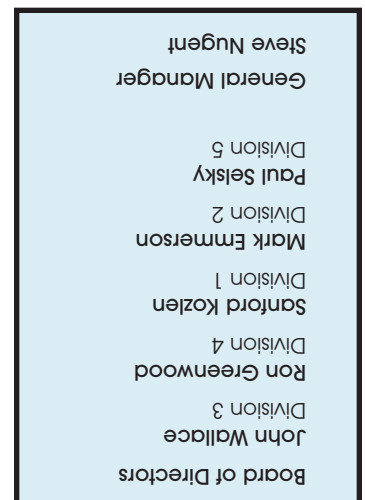 Board of Directors
John Wallace
Division 3
Ron Greenwood
Division 4
Sanford Kozlen
Division 1
Mark Emmerson
Division 2
Paul Selsky
Division 5
General Manager
Steve Nugent